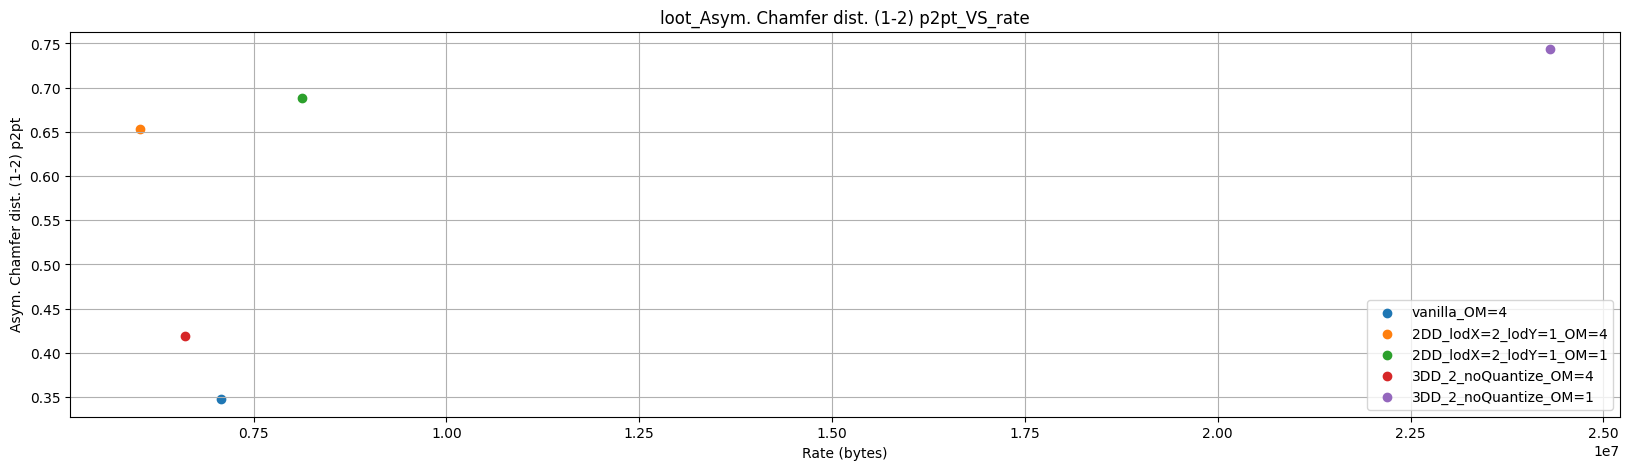 loot_Asym. Chamfer dist. (1-2) p2pt_VS_rate
Asym. Chamfer dist. (1-2) p2pt
0.75
0.70
0.65
0.60
0.55
0.50
0.45
0.40
0.35
vanilla_OM=4
2DD_lodX=2_lodY=1_OM=4
2DD_lodX=2_lodY=1_OM=1
3DD_2_noQuantize_OM=4
3DD_2_noQuantize_OM=1
0.75 1.00 1.25 1.50 1.75 2.00 2.25 2.50
1e7
Rate (bytes)